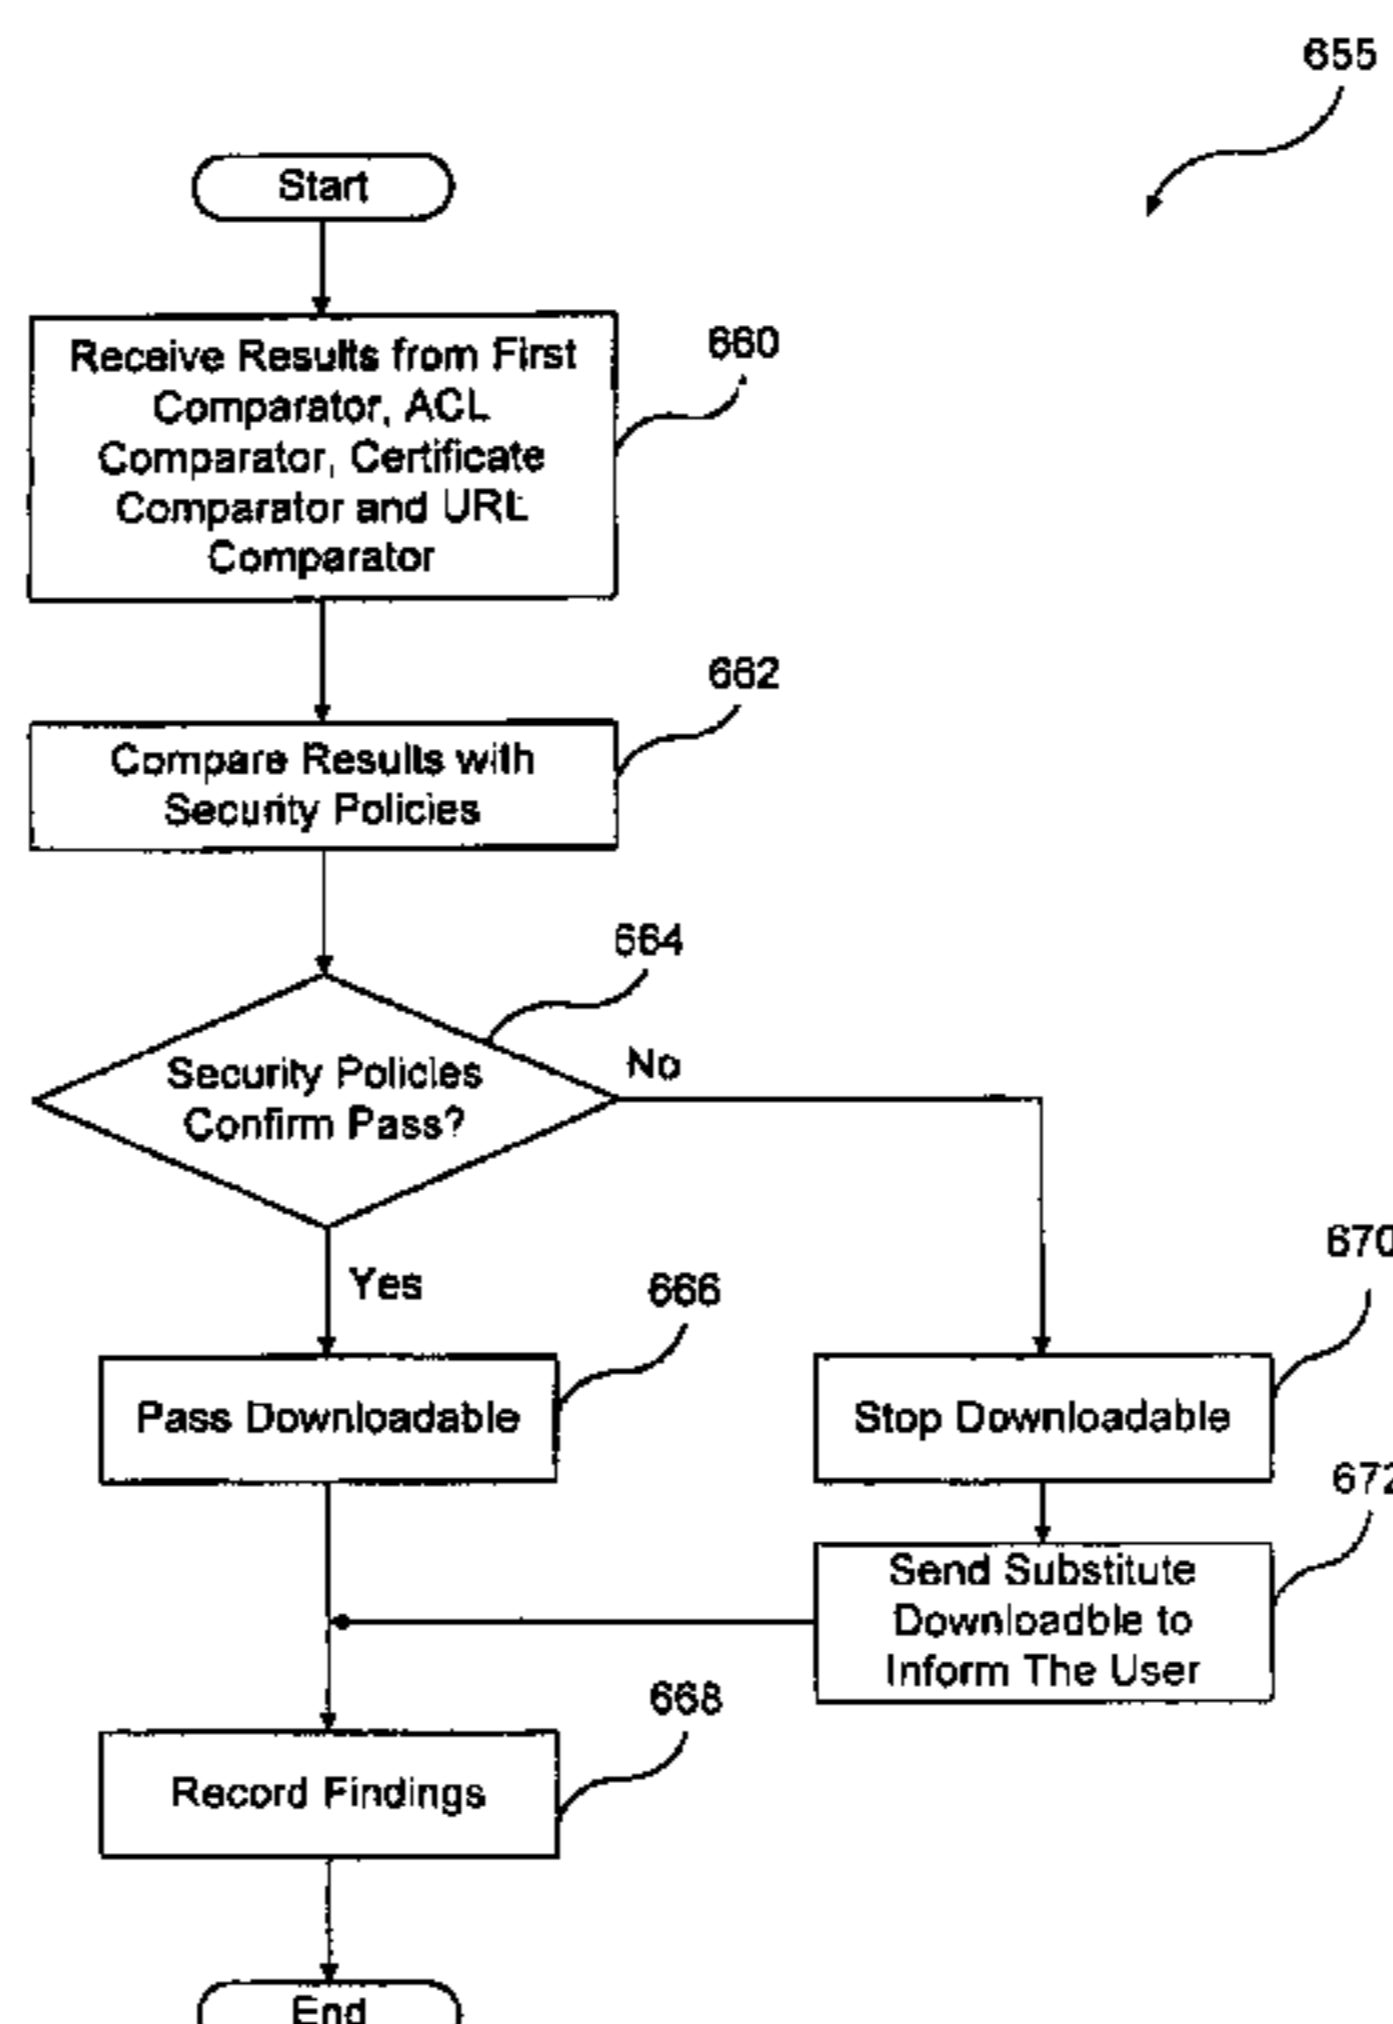 655
Start
Receive Results from First
Comparator, ACL
Comparator, Certificate
Comparator and URL
Comparator
660
662
Compare Results with
Security Policies
664
Security Policies
Confirm Pass?
No
Yes
666
670
Pass Downloadable
Stop Downloadable
672
Send Substitute
Downloadble to
Inform The User
668
Record Findings
End